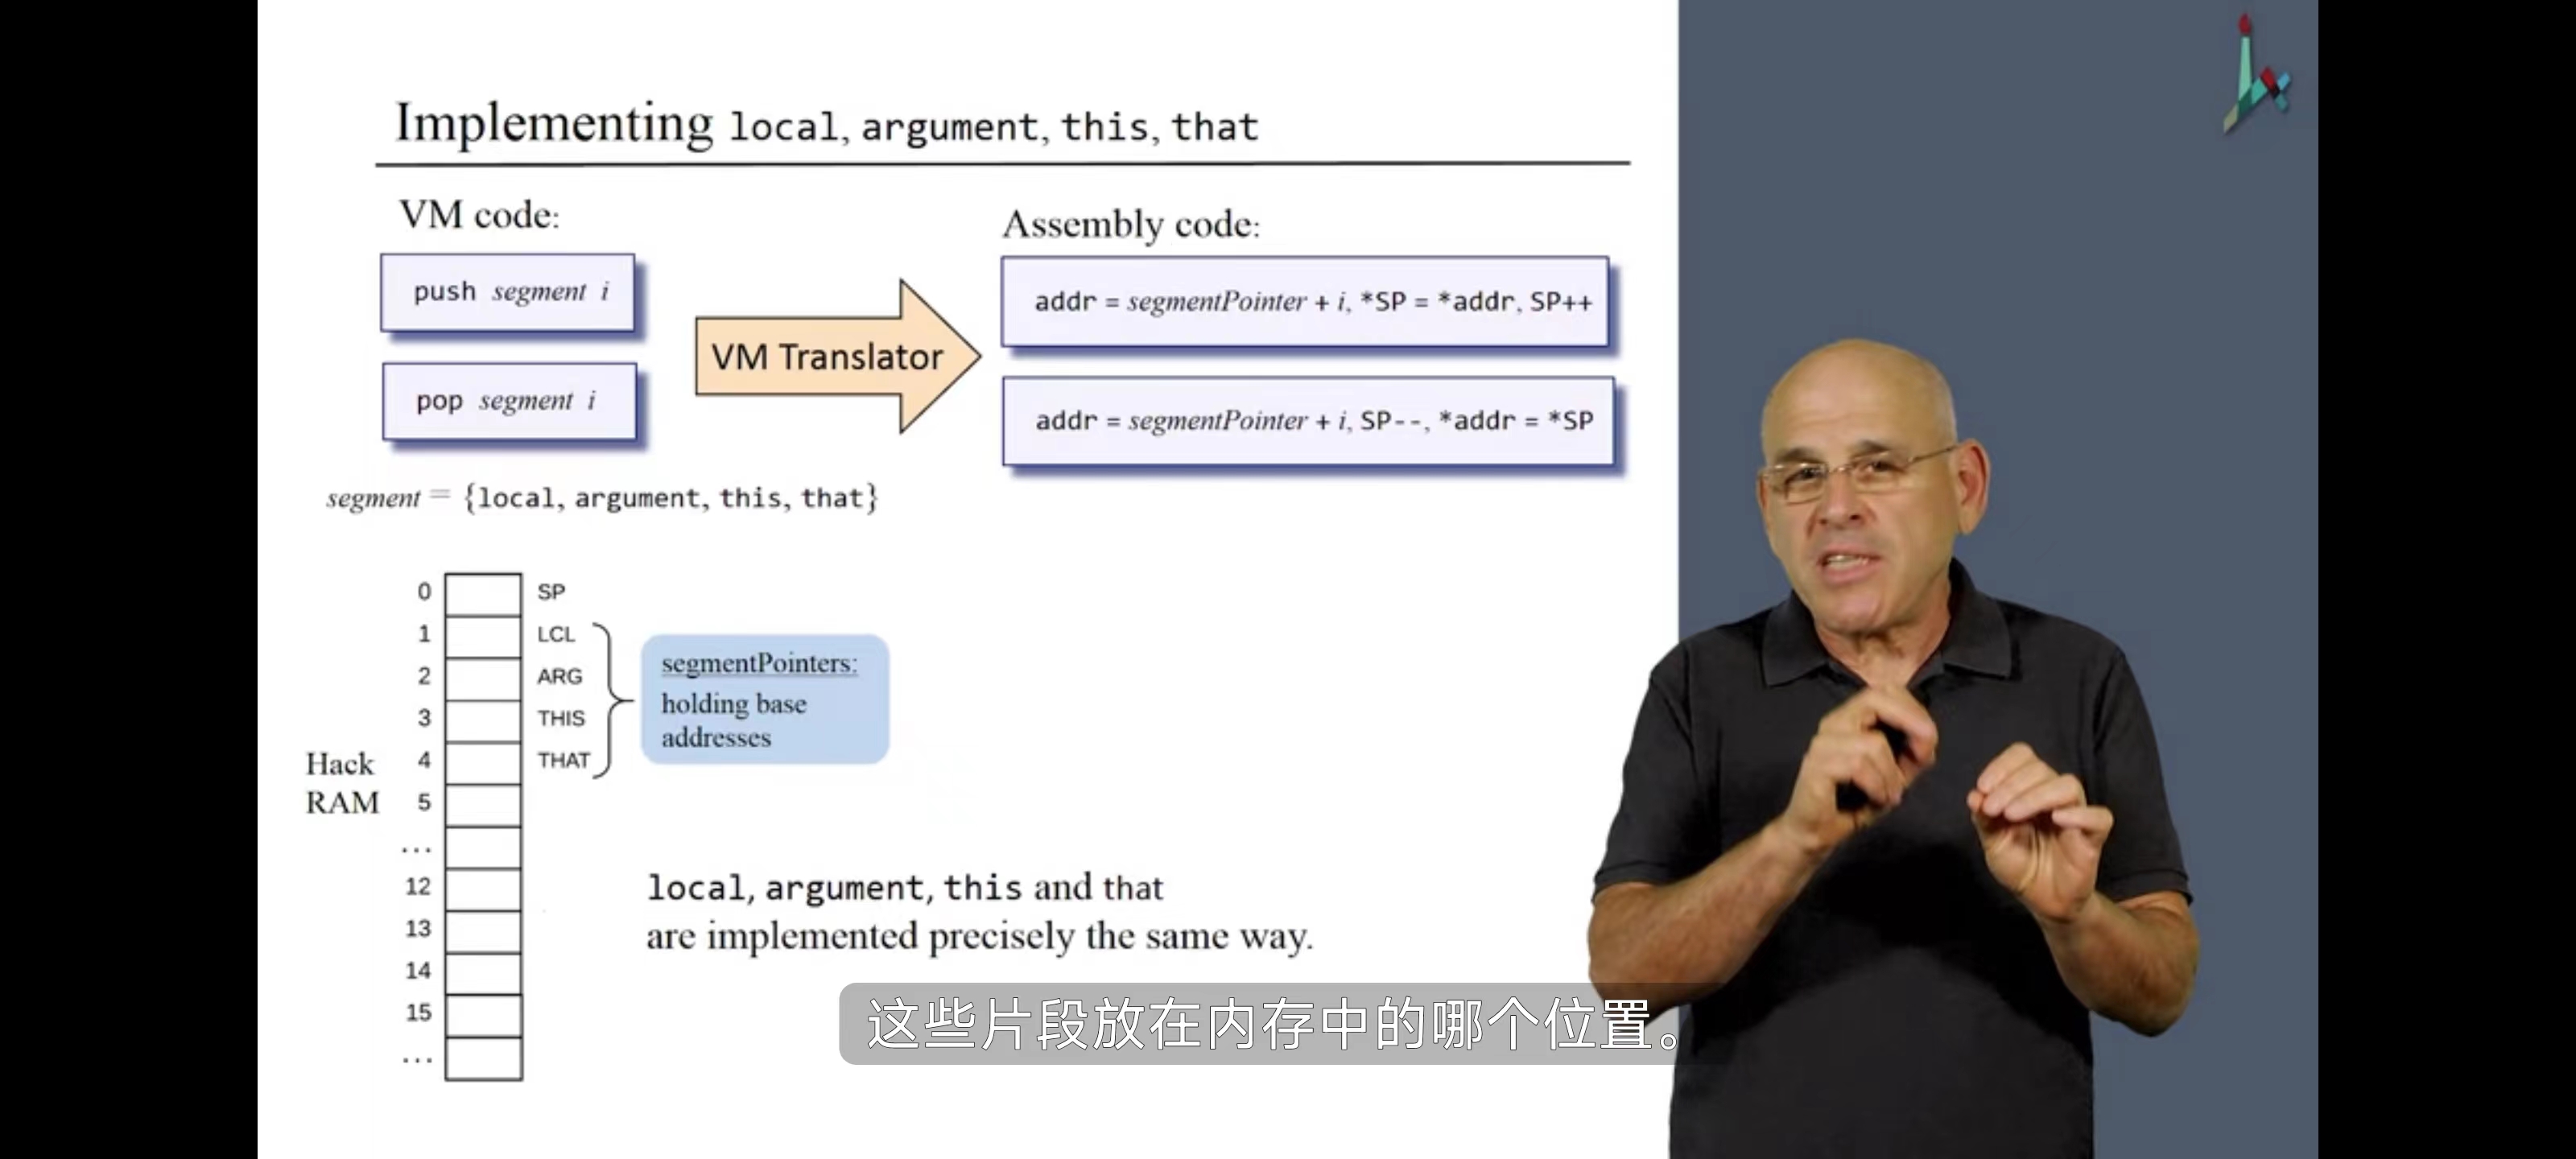 Implementing local, argument, this, that
VM code:
push segment i
pop segment i
VM Translator
Assembly code:
addr = segmentPointer + i, *SP = *addr, SP++
addr = segmentPointer + i, SP--, *addr = *SP
segment = {local, argument, this, that}
Hack
RAM
0 SP
1 LCL
2 ARG
3 THIS
4 THAT
5
...
12
13
14
15
...
segmentPointers:
holding base
addresses
local, argument, this and that
are implemented precisely the same way.
这些片段放在内存中的哪个位置。